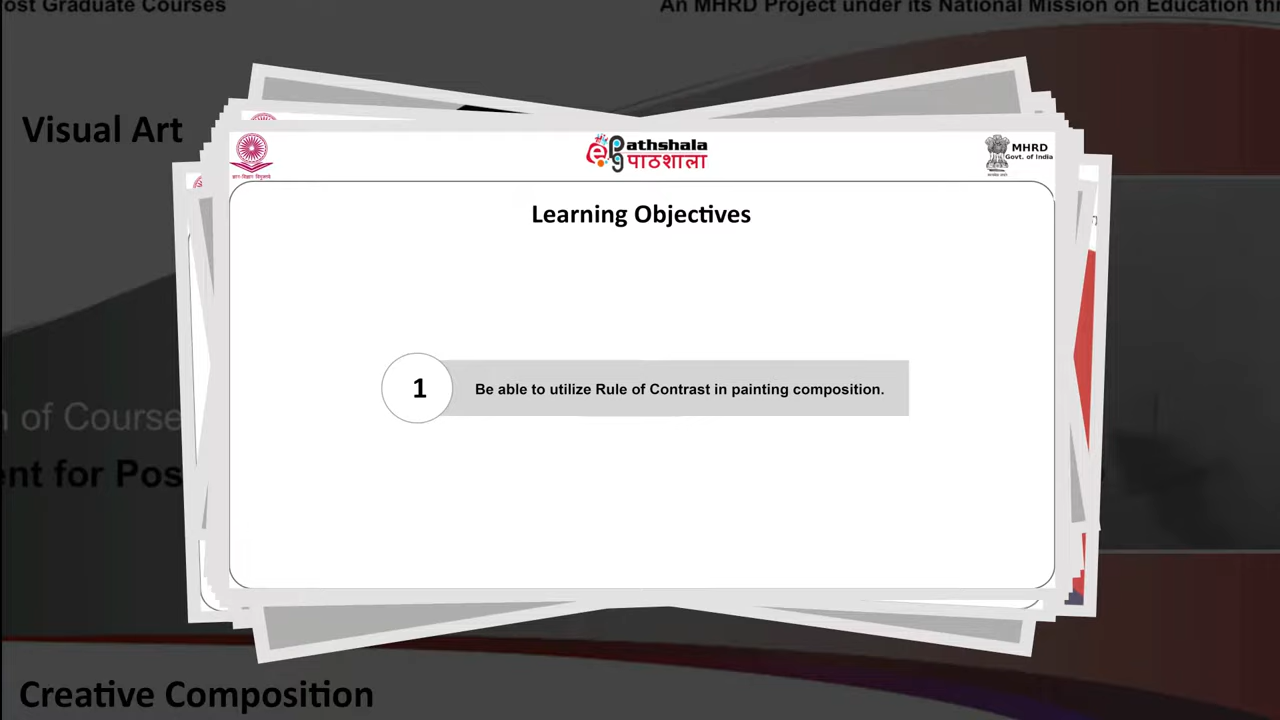 ost Graduate Courses
An MHRD Project under its National Mission on Education thr
Visual Art
ePathshala
पाठशाला
MHRD
Govt. of India
Learning Objectives
1
Be able to utilize Rule of Contrast in painting composition.
n of Course
ent for Pos
Creative Composition